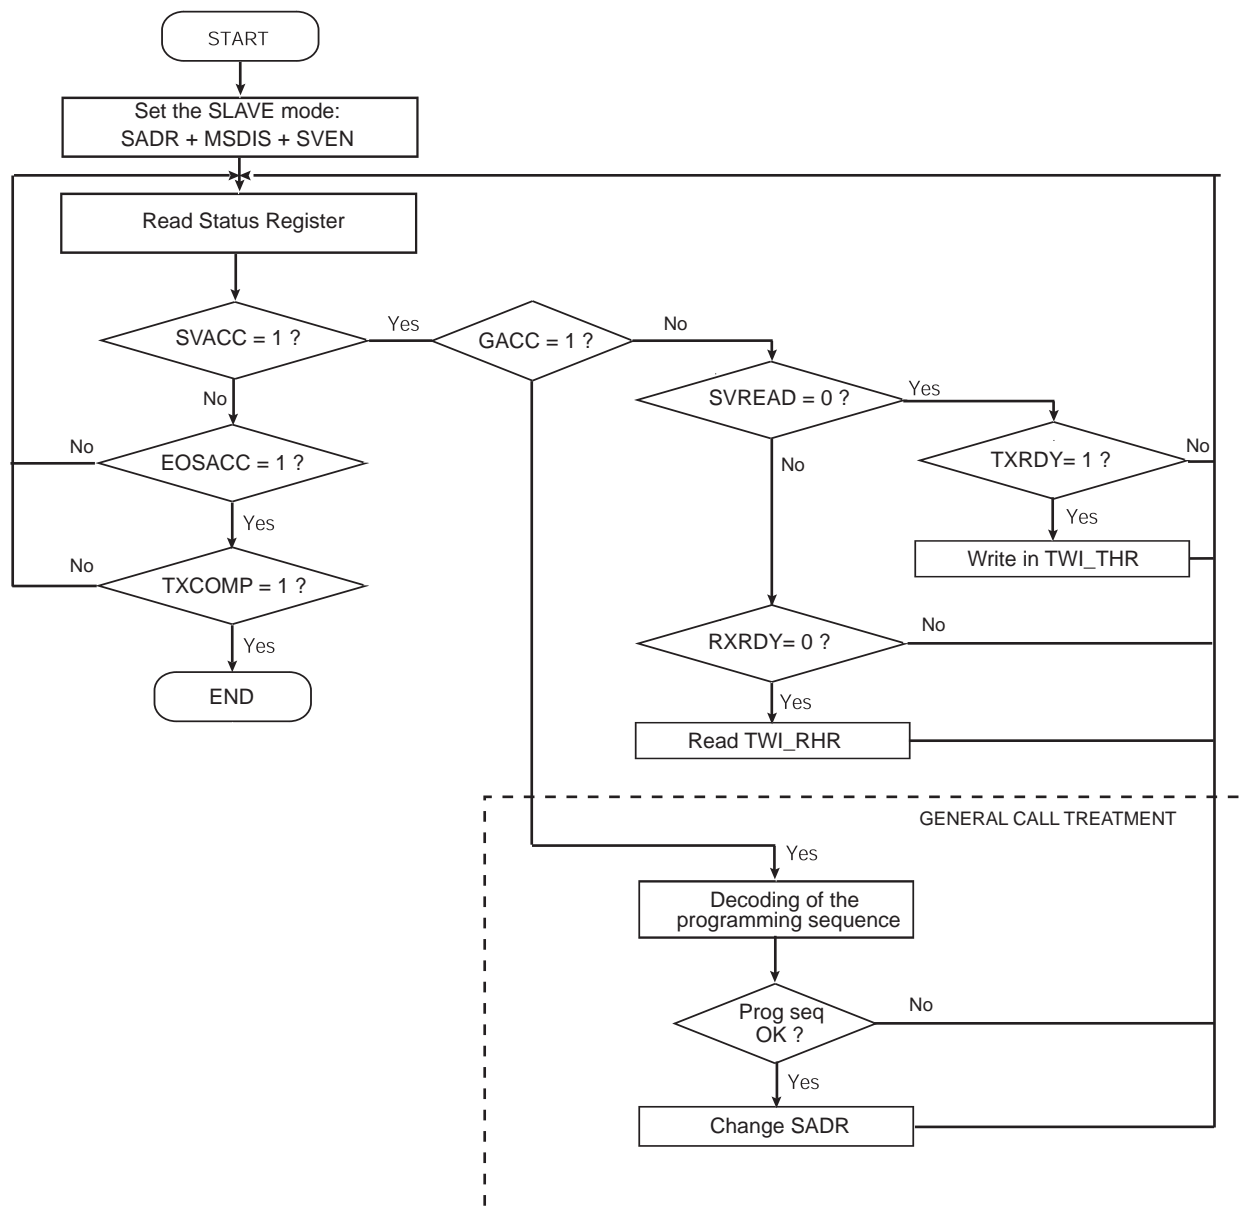 START
Set the SLAVE mode:
SADR + MSDIS + SVEN
Read Status Register
SVACC = 1 ?
Yes
GACC = 1 ?
No
SVREAD = 0 ?
Yes
No
EOSACC = 1 ?
No
TXRDY= 1 ?
No
No
Yes
Yes
Write in TWI_THR
TXCOMP = 1 ?
No
RXRDY= 0 ?
No
Yes
END
Yes
Read TWI_RHR
GENERAL CALL TREATMENT
Yes
Decoding of the
programming sequence
Prog seq
OK ?
No
Yes
Change SADR